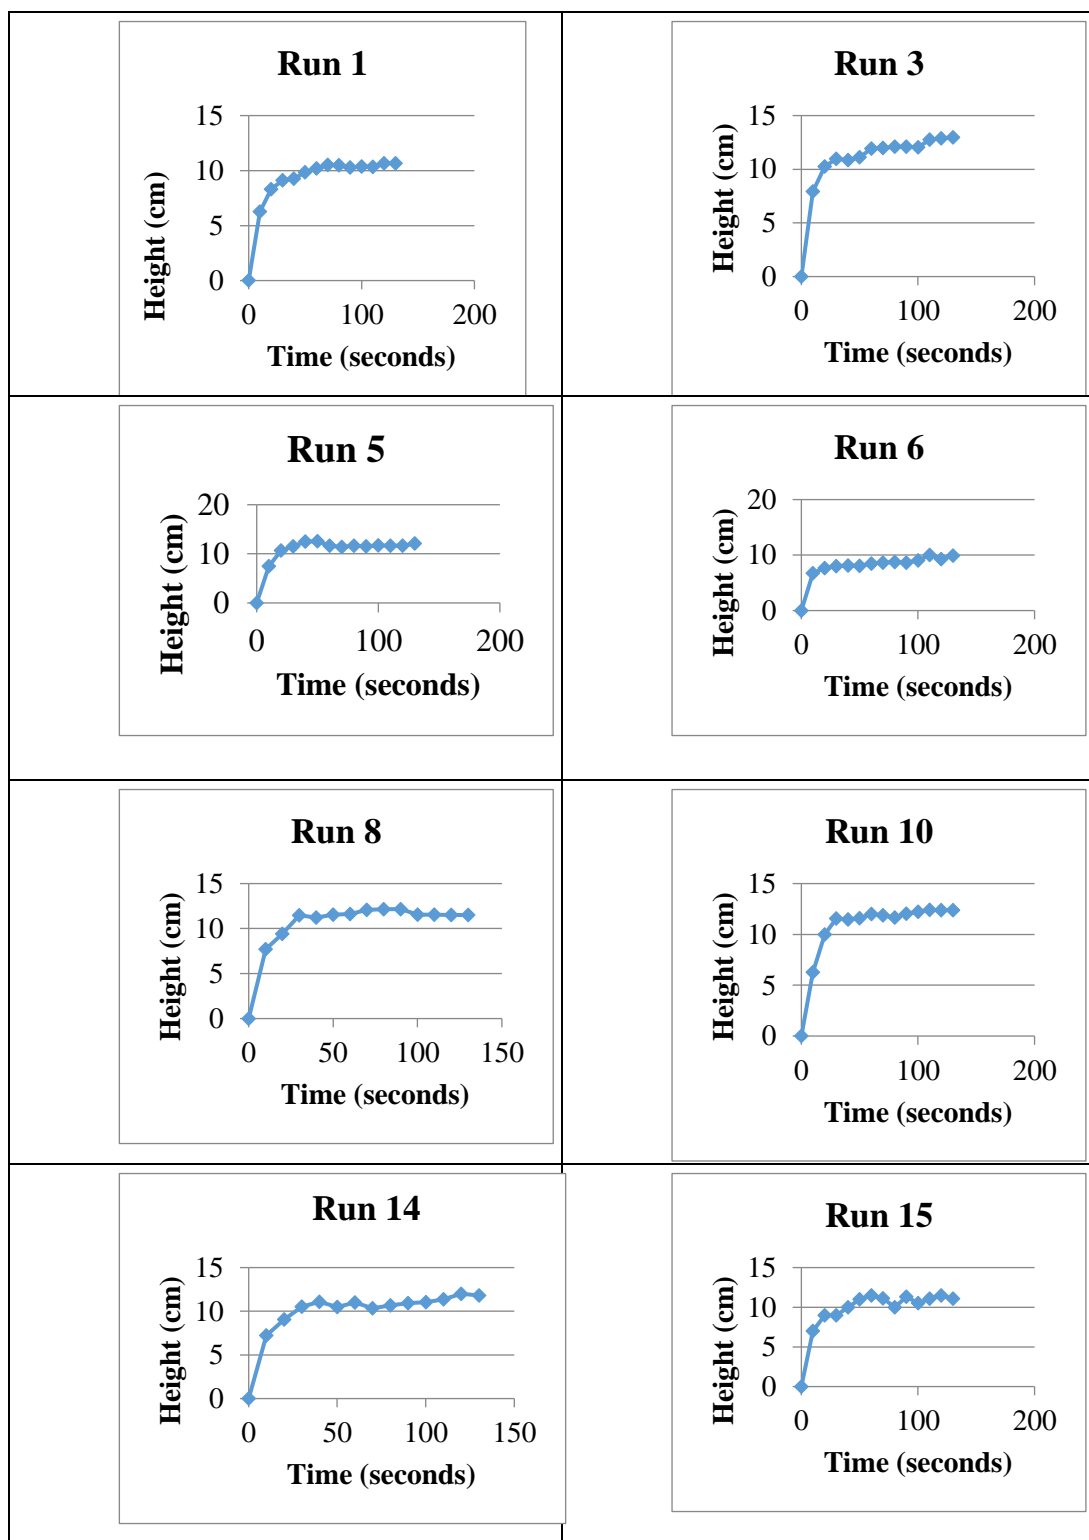 Run 1
15
10
5
0
Height (cm)
0 100 200
Time (seconds)
Run 3
15
10
5
0
Height (cm)
0 100 200
Time (seconds)
Run 5
20
10
0
Height (cm)
0 100 200
Time (seconds)
Run 6
20
10
0
Height (cm)
0 100 200
Time (seconds)
Run 8
15
10
5
0
Height (cm)
0 50 100 150
Time (seconds)
Run 10
15
10
5
0
Height (cm)
0 100 200
Time (seconds)
Run 14
15
10
5
0
Height (cm)
0 50 100 150
Time (seconds)
Run 15
15
10
5
0
Height (cm)
0 100 200
Time (seconds)